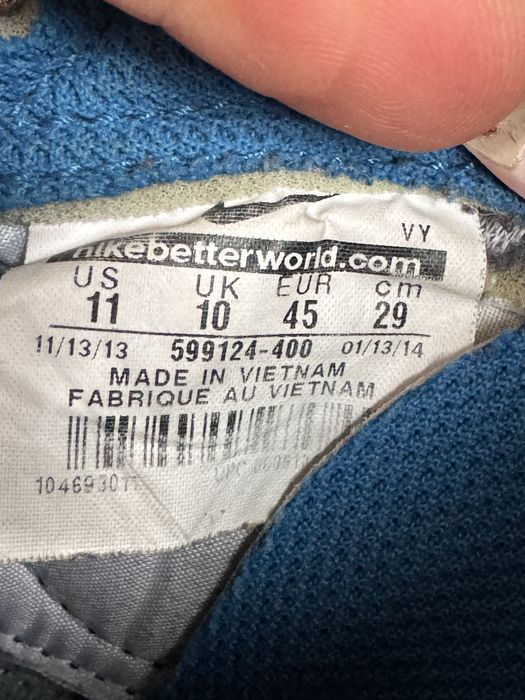 VY
nikebetterworld.com
US UK EUR cm
11 10 45 29
11/13/13 599124-400 01/13/14
MADE IN VIETNAM
FABRIQUE AU VIETNAM
UPC